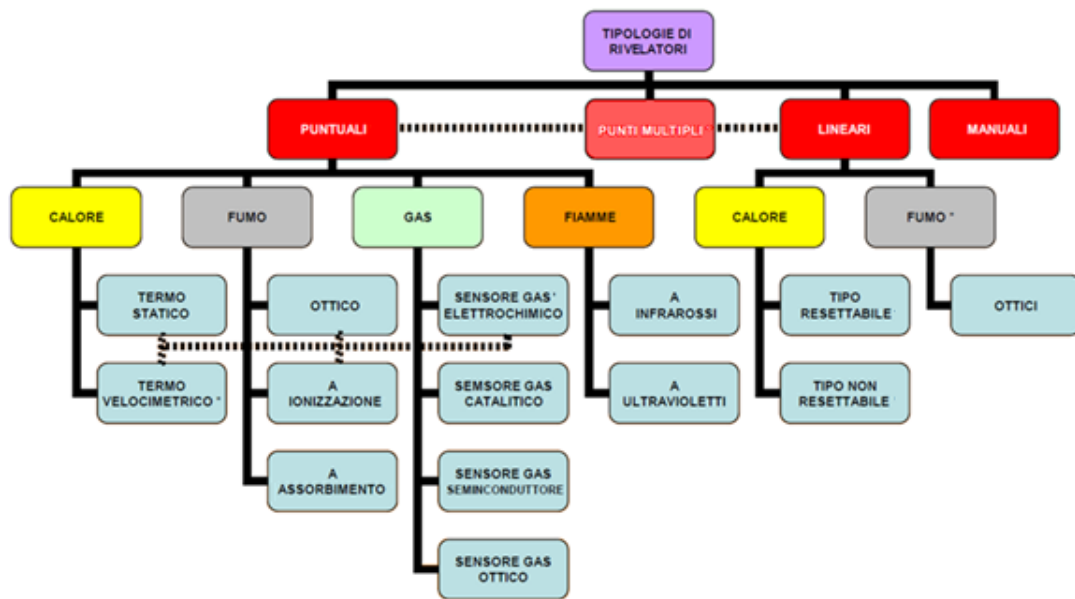 TIPOLOGIE DI
RIVELATORI
PUNTUALI
PUNTI MULTIPLI
LINEARI
MANUALI
CALORE
FUMO
GAS
FIAMME
CALORE
FUMO *
TERMO
STATICO
OTTICO
SENSORE GAS'
ELETTROCHIMICO
A
INFRAROSSI
TIPO
RESETTABILE
OTTICI
TERMO
VELOCIMETRICO *
A
IONIZZAZIONE
SEMSORE GAS
CATALITICO
A
ULTRAVIOLETTI
TIPO NON
RESETTABILE
A
ASSORBIMENTO
SENSORE GAS
SEMINCONDUTTORE
SENSORE GAS
OTTICO